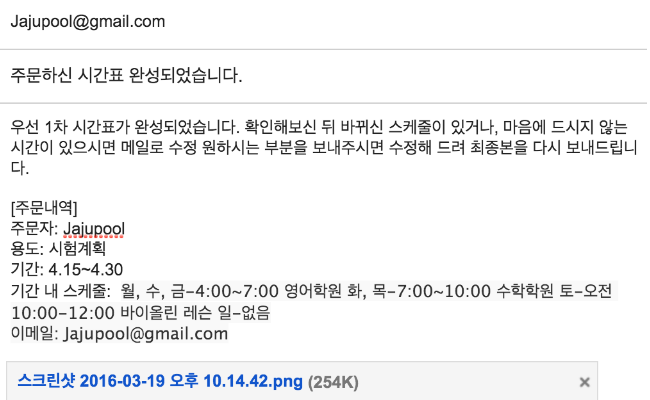 Jajupool@gmail.com
주문하신 시간표 완성되었습니다.
우선 1차 시간표가 완성되었습니다. 확인해보신 뒤 바뀌신 스케줄이 있거나, 마음에 드시지 않는
시간이 있으시면 메일로 수정 원하시는 부분을 보내주시면 수정해 드려 최종본을 다시 보내드립니
다.
[주문내역]
주문자: Jajupool
용도: 시험계획
기간: 4.15~4.30
기간 내 스케줄: 월, 수, 금-4:00~7:00 영어학원 화, 목-7:00~10:00 수학학원 토-오전
10:00-12:00 바이올린 레슨 일-없음
이메일: Jajupool@gmail.com
스크린샷 2016-03-19 오후 10.14.42.png (254K) ×